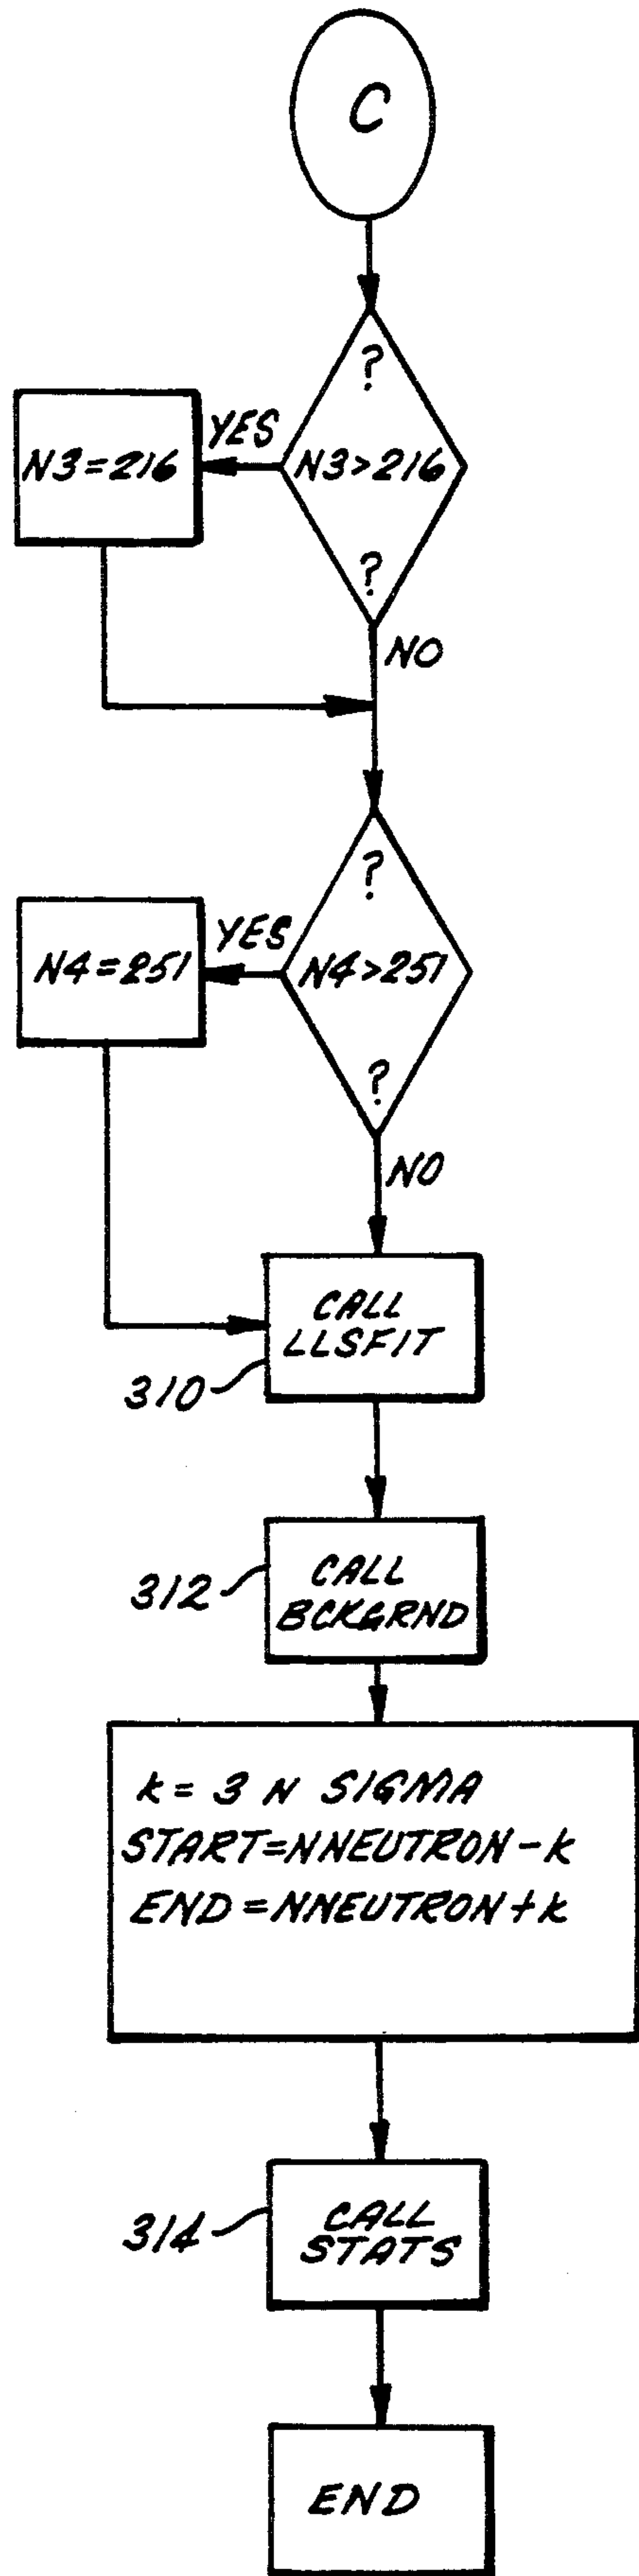 C
?
YES
N3=216
N3>216
?
NO
?
YES
N4=251
N4>251
?
NO
CALL
LLSFIT
310
312
CALL
BCKGRND
k = 3 N SIGMA
START=NNEUTRON-k
END=NNEUTRON+k
314
CALL
STATS
END